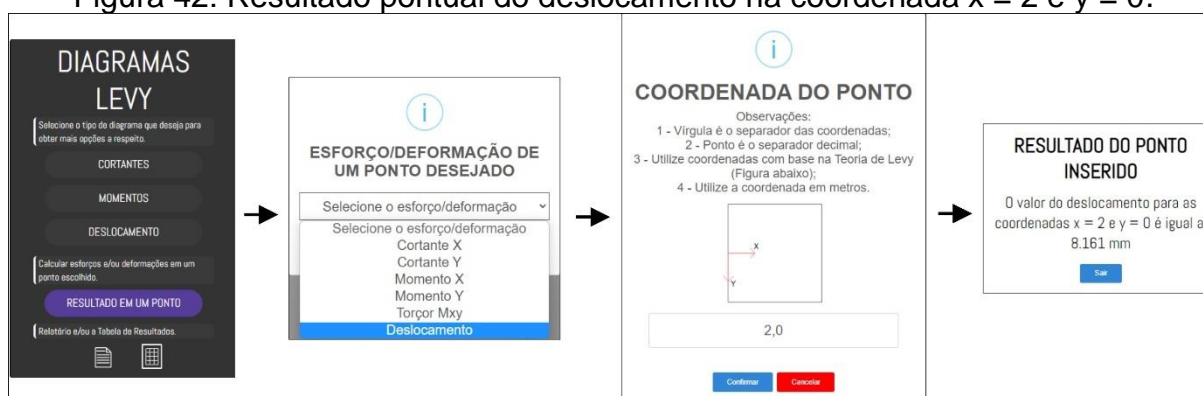 Figura 42: Resultado pontual do deslocamento na coordenada x = 2 e y = 0.
DIAGRAMAS
LEVY
Selecione o tipo de diagrama que deseja para
obter mais opções a respeito.
CORTANTES
MOMENTOS
DESLOCAMENTO
Calcular esforços e/ou deformações em um
ponto escolhido.
RESULTADO EM UM PONTO
Relatório e/ou a Tabela de Resultados.
i
ESFORÇO/DEFORMAÇÃO DE
UM PONTO DESEJADO
Selecione o esforço/deformação
Selecione o esforço/deformação
Cortante X
Cortante Y
Momento X
Momento Y
Torçor Mxy
Deslocamento
i
COORDENADA DO PONTO
Observações:
1 - Vírgula é o separador das coordenadas;
2 - Ponto é o separador decimal;
3 - Utilize coordenadas com base na Teoria de Levy
(Figura abaixo);
4 - Utilize a coordenada em metros.
X
Y
2,0
Confirmar Cancelar
RESULTADO DO PONTO
INSERIDO
O valor do deslocamento para as
coordenadas x = 2 e y = 0 é igual a
8.161 mm
Sair